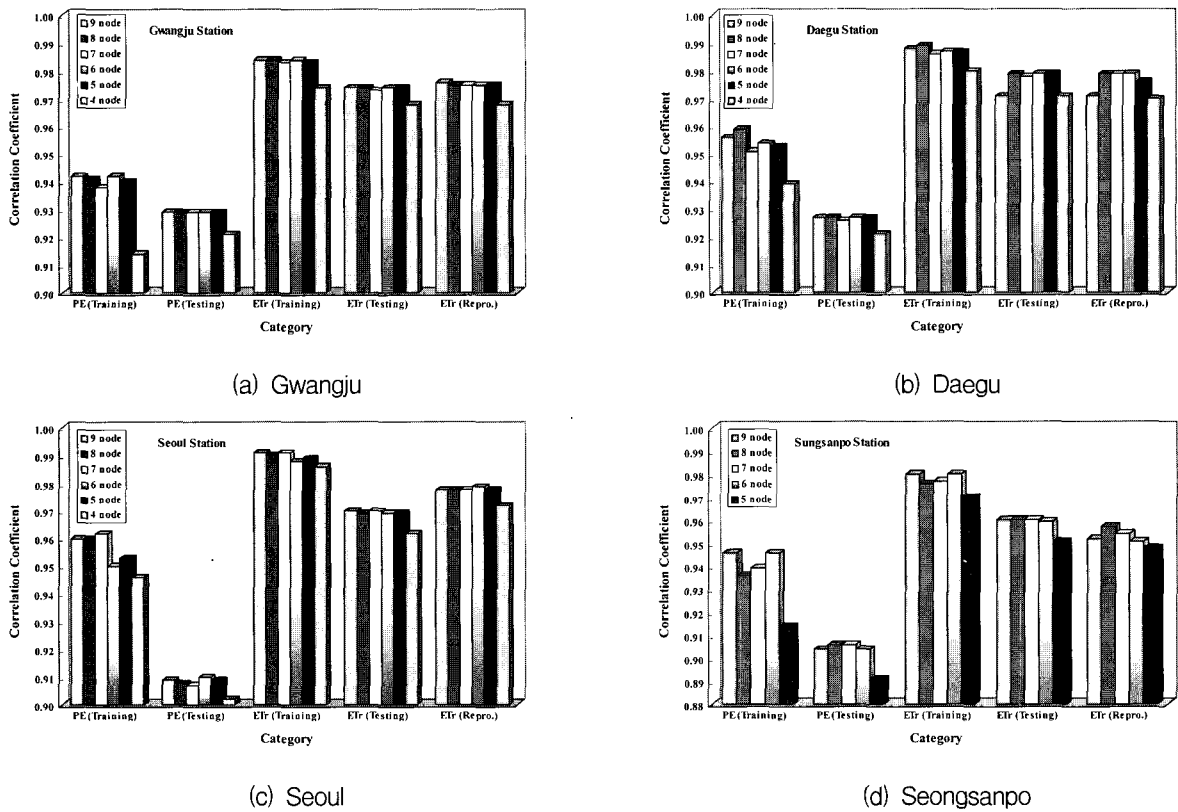 Gwangju Station
9 node
8 node
7 node
6 node
5 node
4 node
Correlation Coefficient
1.00
0.99
0.98
0.97
0.96
0.95
0.94
0.93
0.92
0.91
0.90
PE (Training)
PE (Testing)
ETr (Training)
ETr (Testing)
ETr (Repro.)
Category
(a) Gwangju
Daegu Station
9 node
8 node
7 node
6 node
5 node
4 node
Correlation Coefficient
1.00
0.99
0.98
0.97
0.96
0.95
0.94
0.93
0.92
0.91
0.90
PE (Training)
PE (Testing)
ETr (Training)
ETr (Testing)
ETr (Repro.)
Category
(b) Daegu
Seoul Station
9 node
8 node
7 node
6 node
5 node
4 node
Correlation Coefficient
1.00
0.99
0.98
0.97
0.96
0.95
0.94
0.93
0.92
0.91
0.90
PE (Training)
PE (Testing)
ETr (Training)
ETr (Testing)
ETr (Repro.)
Category
(c) Seoul
Sungsanpo Station
9 node
8 node
7 node
6 node
5 node
Correlation Coefficient
1.00
0.99
0.98
0.97
0.96
0.95
0.94
0.93
0.92
0.91
0.90
0.89
0.88
PE (Training)
PE (Testing)
ETr (Training)
ETr (Testing)
ETr (Repro.)
Category
(d) Seongsanpo